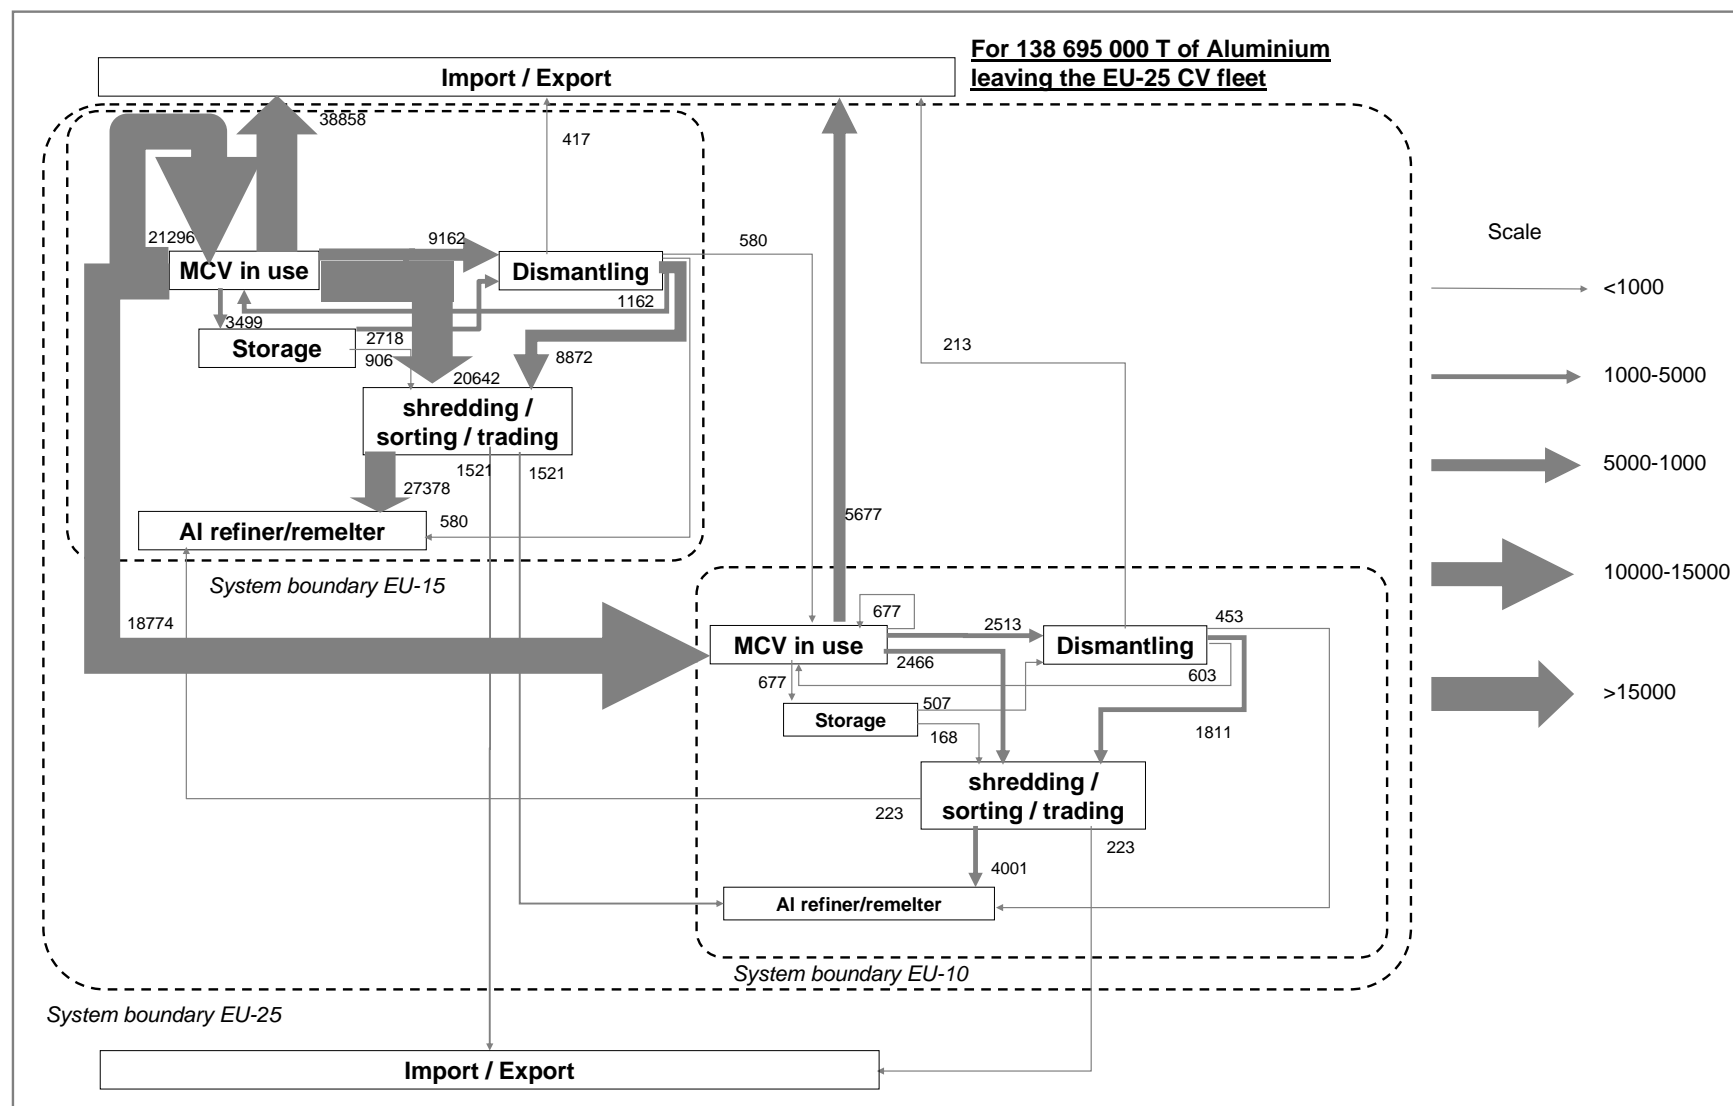 For 138 695 000 T of Aluminium
leaving the EU-25 CV fleet
Import / Export
38858
417
21296
9162
580
MCV in use
Dismantling
1162
3499
2718
906
Storage
8872
20642
shredding /
sorting / trading
1521
1521
27378
580
Al refiner/remelter
System boundary EU-15
213
5677
18774
677
2513
453
MCV in use
Dismantling
2466
677
603
507
Storage
168
1811
shredding /
sorting / trading
223
223
4001
Al refiner/remelter
System boundary EU-10
System boundary EU-25
Import / Export
Scale
<1000
1000-5000
5000-1000
10000-15000
>15000